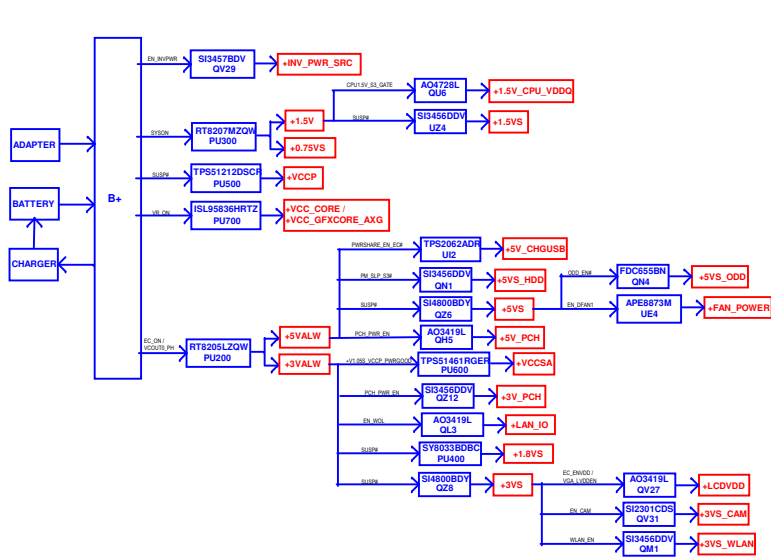 EN_INVPWR
SI3457BDV
QV29
+INV_PWR_SRC
CPU1.5V_S3_GATE
AO4728L
QU6
+1.5V_CPU_VDDQ
SYSON
RT8207MZQW
PU300
+1.5V
SUSP#
SI3456DDV
UZ4
+1.5VS
+0.75VS
ADAPTER
BATTERY
CHARGER
B+
SUSP#
TPS51212DSCR
PU500
+VCCP
VR_ON
ISL95836HRTZ
PU700
+VCC_CORE /
+VCC_GFXCORE_AXG
PWRSHARE_EN_EC#
TPS2062ADR
UI2
+5V_CHGUSB
PM_SLP_S3#
SI3456DDV
QN1
+5VS_HDD
ODD_EN#
FDC655BN
QN4
+5VS_ODD
SUSP#
SI4800BDY
QZ6
+5VS
EN_DFAN1
APE8873M
UE4
+FAN_POWER
EC_ON /
VCOUT0_PH
RT8205LZQW
PU200
+5VALW
PCH_PWR_EN
AO3419L
QH5
+5V_PCH
+3VALW
+V1.05S_VCCP_PWRGOOD
TPS51461RGER
PU600
+VCCSA
PCH_PWR_EN
SI3456DDV
QZ12
+3V_PCH
EN_WOL
AO3419L
QL3
+LAN_IO
SUSP#
SY8033BDBC
PU400
+1.8VS
SUSP#
SI4800BDY
QZ8
+3VS
EC_ENVDD /
VGA_LVDDEN
AO3419L
QV27
+LCDVDD
EN_CAM
SI2301CDS
QV31
+3VS_CAM
WLAN_EN
SI3456DDV
QM1
+3VS_WLAN